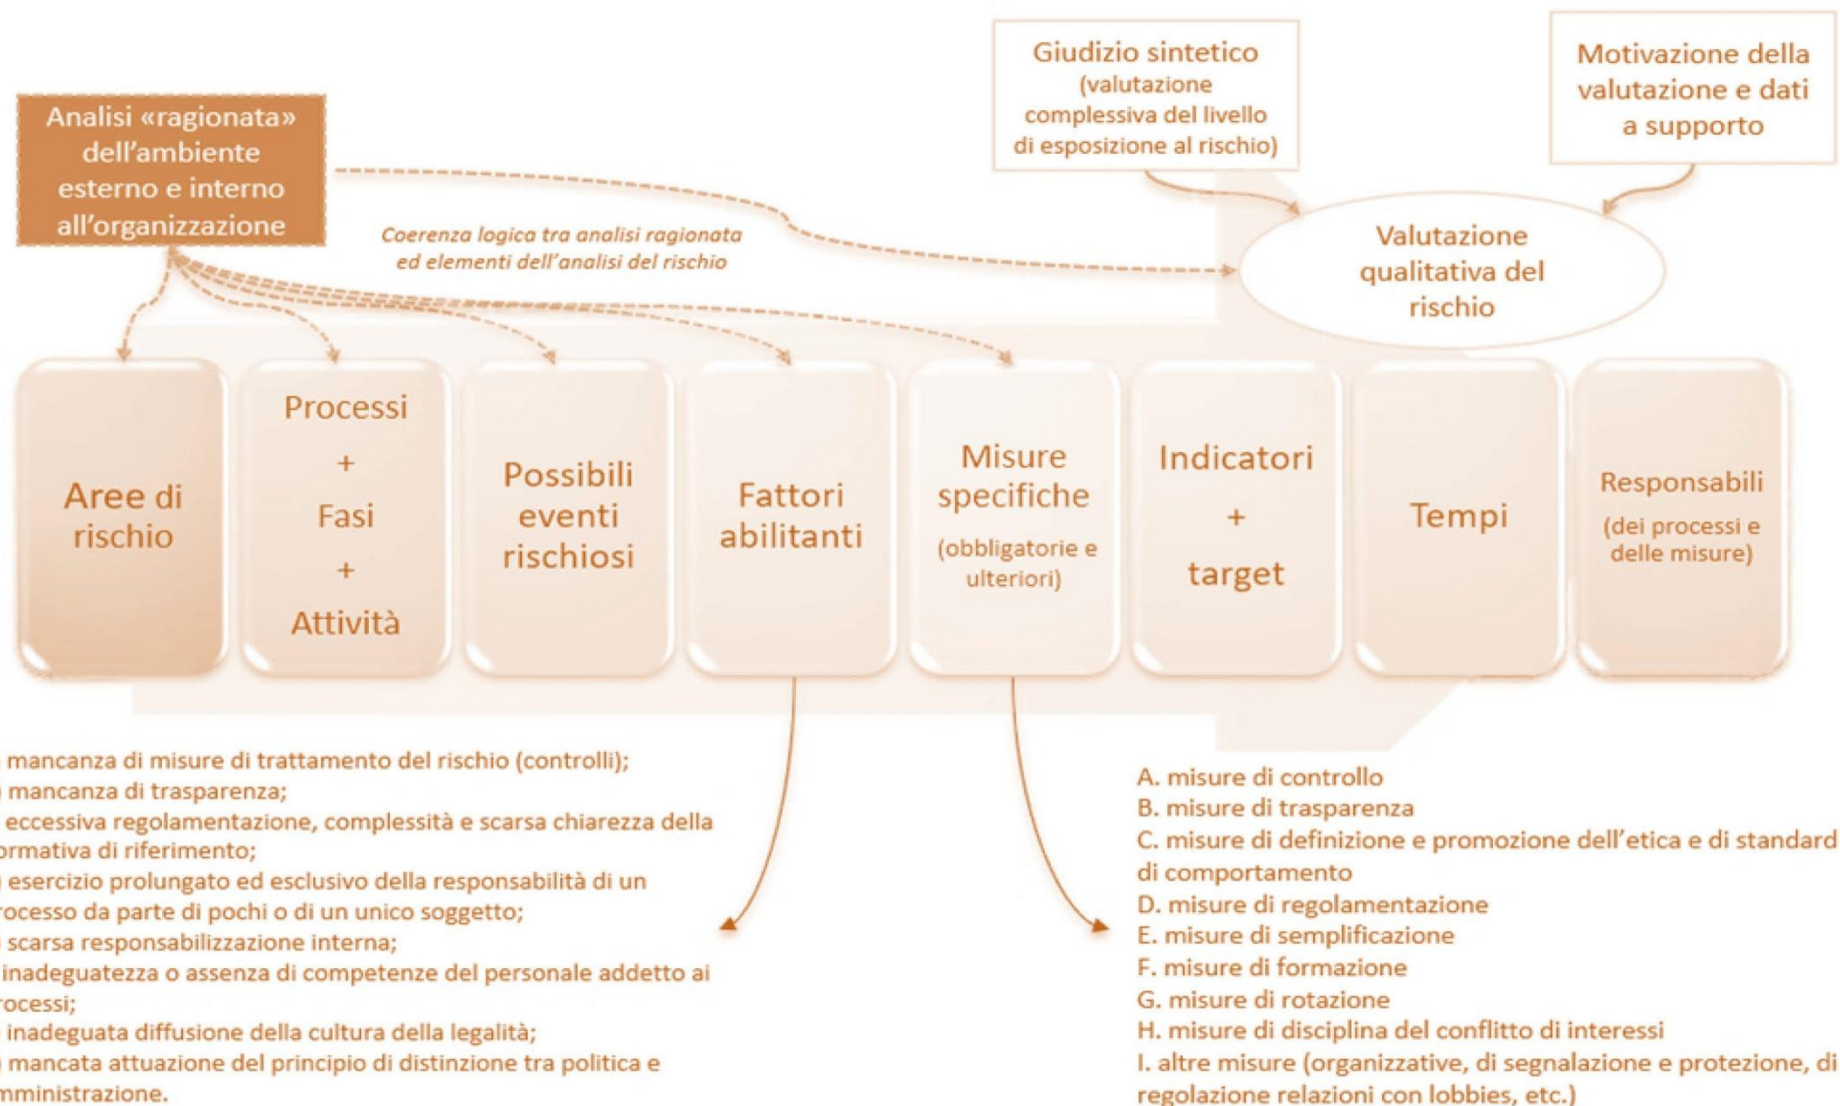 Giudizio sintetico
(valutazione
complessiva del livello
di esposizione al rischio)
Motivazione della
valutazione e dati
a supporto
Analisi «ragionata»
dell’ambiente
esterno e interno
all’organizzazione
Coerenza logica tra analisi ragionata
ed elementi dell’analisi del rischio
Valutazione
qualitativa del
rischio
Aree di
rischio
Processi
+
Fasi
+
Attività
Possibili
eventi
rischiosi
Fattori
abilitanti
Misure
specifiche
(obbligatorie e
ulteriori)
Indicatori
+
target
Tempi
Responsabili
(dei processi e
delle misure)
mancanza di misure di trattamento del rischio (controlli);
) mancanza di trasparenza;
eccessiva regolamentazione, complessità e scarsa chiarezza della
ormativa di riferimento;
) esercizio prolungato ed esclusivo della responsabilità di un
rocesso da parte di pochi o di un unico soggetto;
) scarsa responsabilizzazione interna;
inadeguatezza o assenza di competenze del personale addetto ai
rocessi;
) inadeguata diffusione della cultura della legalità;
) mancata attuazione del principio di distinzione tra politica e
mministrazione.
A. misure di controllo
B. misure di trasparenza
C. misure di definizione e promozione dell’etica e di standard
di comportamento
D. misure di regolamentazione
E. misure di semplificazione
F. misure di formazione
G. misure di rotazione
H. misure di disciplina del conflitto di interessi
I. altre misure (organizzative, di segnalazione e protezione, di
regolazione relazioni con lobbies, etc.)